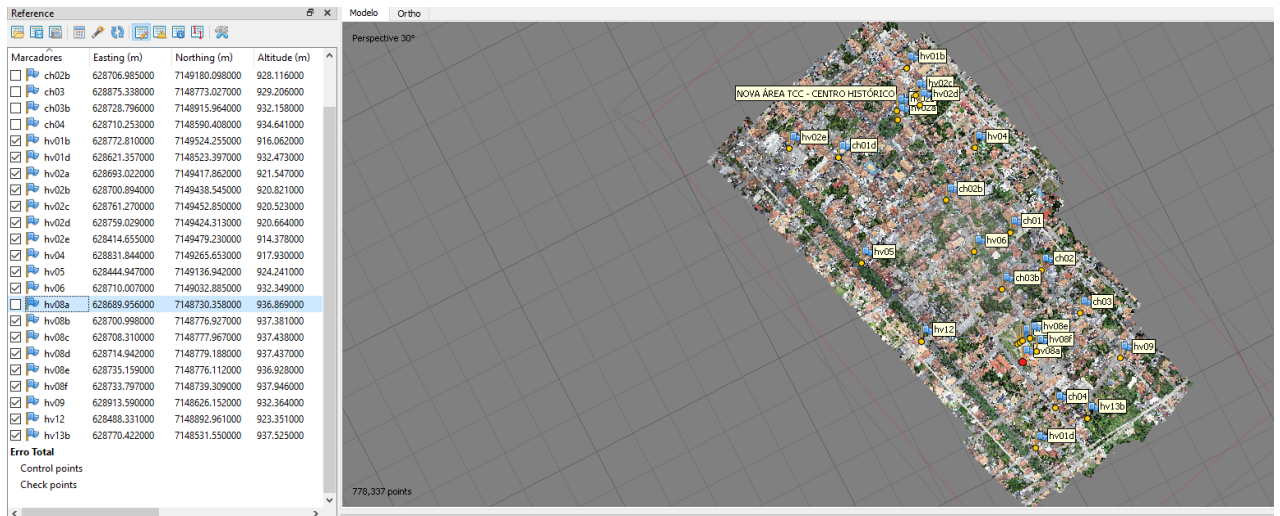 Reference
Marcadores Easting (m) Northing (m) Altitude (m)
ch02b 628706.985000 7149180.098000 928.116000
ch03 628875.338000 7148773.027000 929.206000
ch03b 628728.796000 7148915.964000 932.158000
ch04 628710.253000 7148590.408000 934.641000
hv01b 628772.810000 7149524.255000 916.062000
hv01d 628621.357000 7148523.397000 932.473000
hv02a 628693.022000 7149417.862000 921.547000
hv02b 628700.894000 7149438.545000 920.821000
hv02c 628761.270000 7149452.850000 920.523000
hv02d 628759.029000 7149424.313000 920.664000
hv02e 628414.655000 7149479.230000 914.378000
hv04 628831.844000 7149265.653000 917.930000
hv05 628444.947000 7149136.942000 924.241000
hv06 628710.007000 7149032.885000 932.349000
hv08a 628689.956000 7148730.358000 936.869000
hv08b 628700.998000 7148776.927000 937.381000
hv08c 628708.310000 7148777.967000 937.438000
hv08d 628714.942000 7148779.188000 937.437000
hv08e 628735.159000 7148776.112000 936.928000
hv08f 628733.797000 7148739.309000 937.946000
hv09 628913.590000 7148626.152000 932.364000
hv12 628488.331000 7148892.961000 923.351000
hv13b 628770.422000 7148531.550000 937.525000
Erro Total
Control points
Check points
Modelo Ortho
Perspective 30°
hv01b
hv02c
NOVA ÁREA TCC - CENTRO HISTÓRICO
hv02d
hv02a
hv02e
hv04
ch01d
ch02b
ch01
hv06
hv05
ch02
ch03b
ch03
hv12
hv08e
hv08f
hv08a
hv09
ch04
hv13b
hv01d
778,337 points